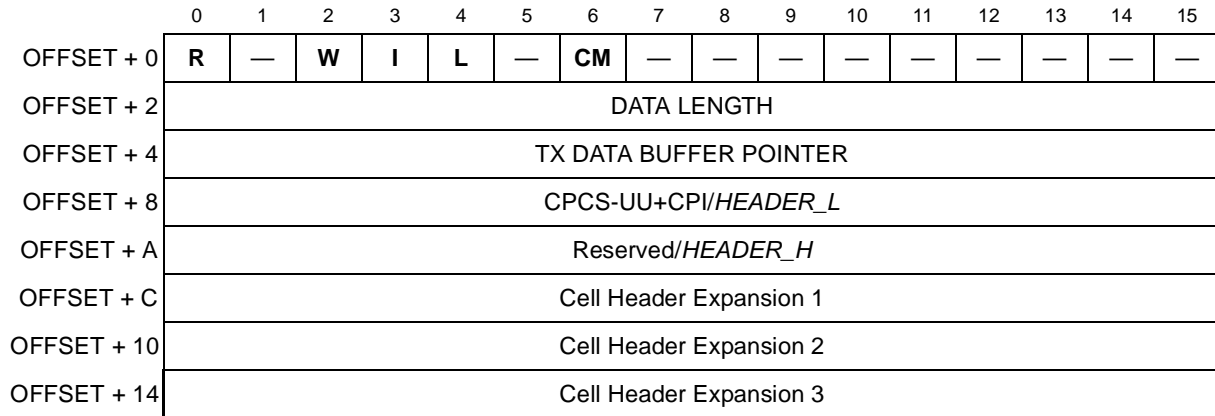 0 1 2 3 4 5 6 7 8 9 10 11 12 13 14 15
OFFSET + 0 R — W I L — CM — — — — — — — — —
OFFSET + 2 DATA LENGTH
OFFSET + 4 TX DATA BUFFER POINTER
OFFSET + 8 CPCS-UU+CPI/HEADER_L
OFFSET + A Reserved/HEADER_H
OFFSET + C Cell Header Expansion 1
OFFSET + 10 Cell Header Expansion 2
OFFSET + 14 Cell Header Expansion 3